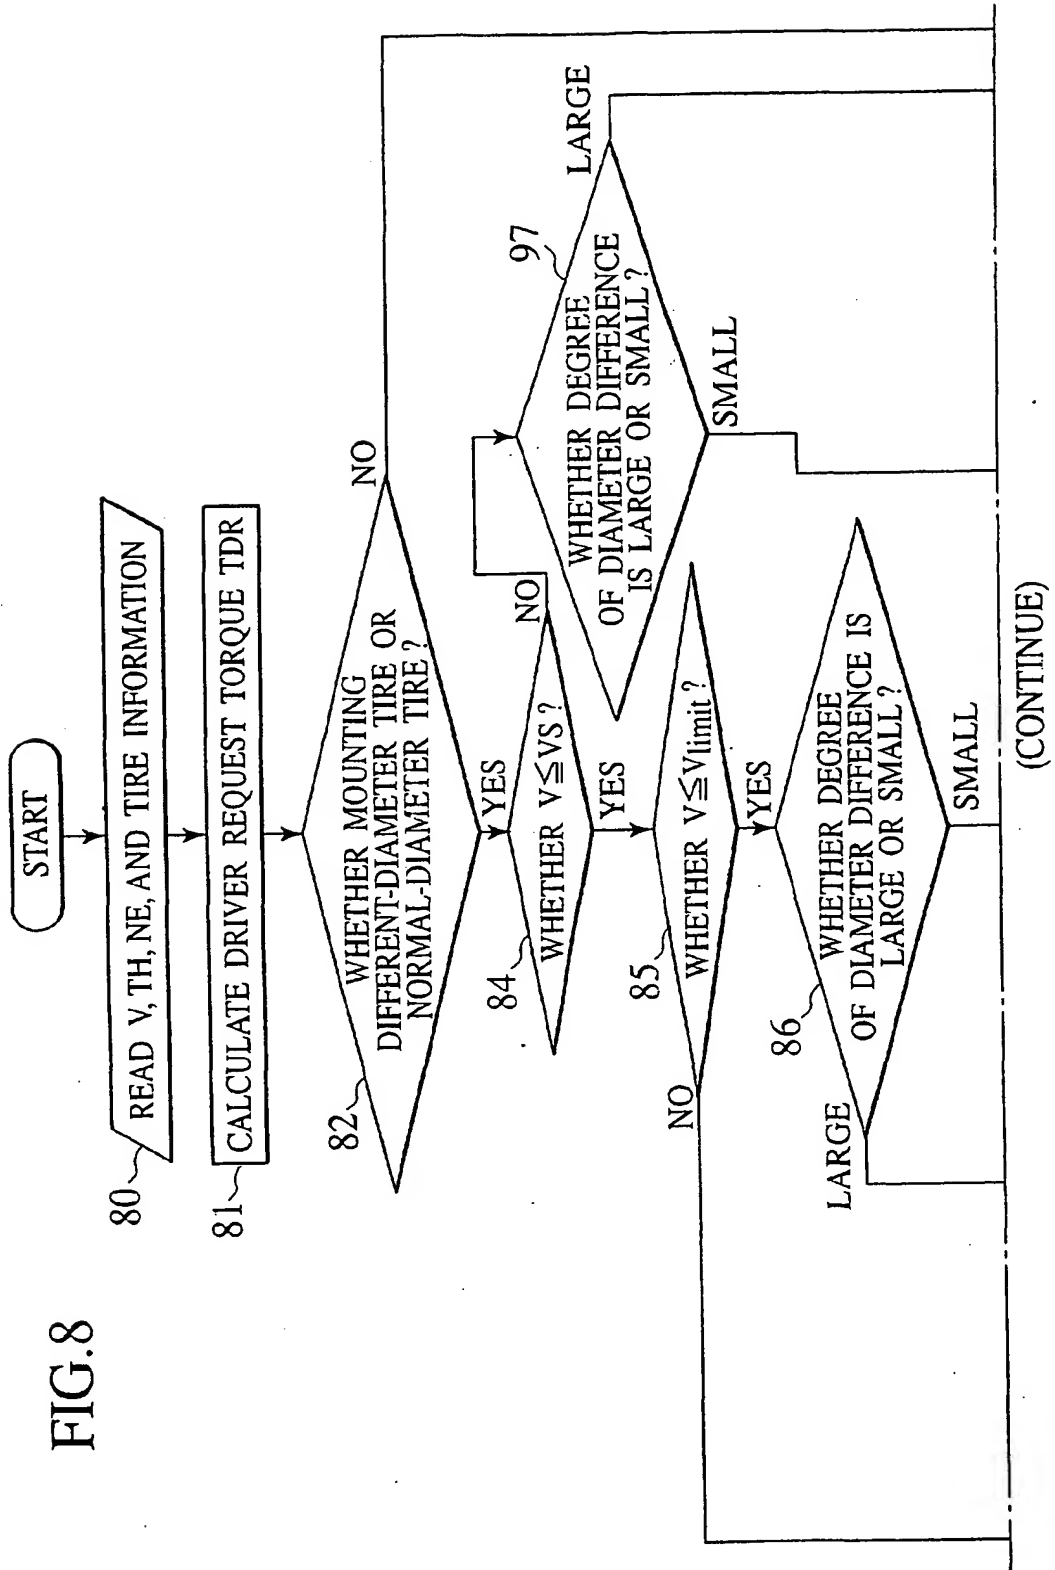 FIG.8
START
80
READ V, TH, NE, AND TIRE INFORMATION
81
CALCULATE DRIVER REQUEST TORQUE TDR
82
WHETHER MOUNTING
DIFFERENT-DIAMETER TIRE OR
NORMAL-DIAMETER TIRE?
NO
YES
84
WHETHER V≦VS?
NO
YES
97
WHETHER DEGREE
OF DIAMETER DIFFERENCE
IS LARGE OR SMALL?
LARGE
SMALL
85
WHETHER V≦Vlimit?
NO
YES
86
WHETHER DEGREE
OF DIAMETER DIFFERENCE IS
LARGE OR SMALL?
LARGE
SMALL
(CONTINUE)